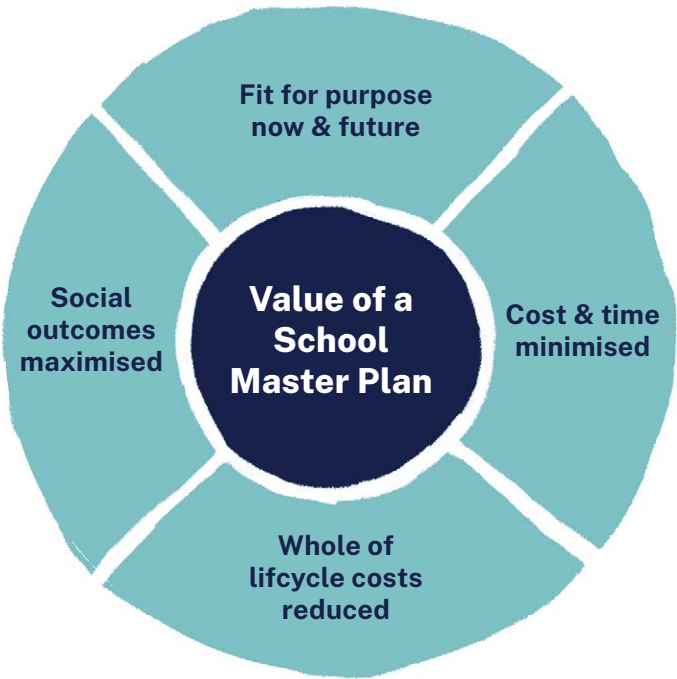 Fit for purpose
now & future
Social
outcomes
maximised
Value of a
School
Master Plan
Cost & time
minimised
Whole of
lifcycle costs
reduced